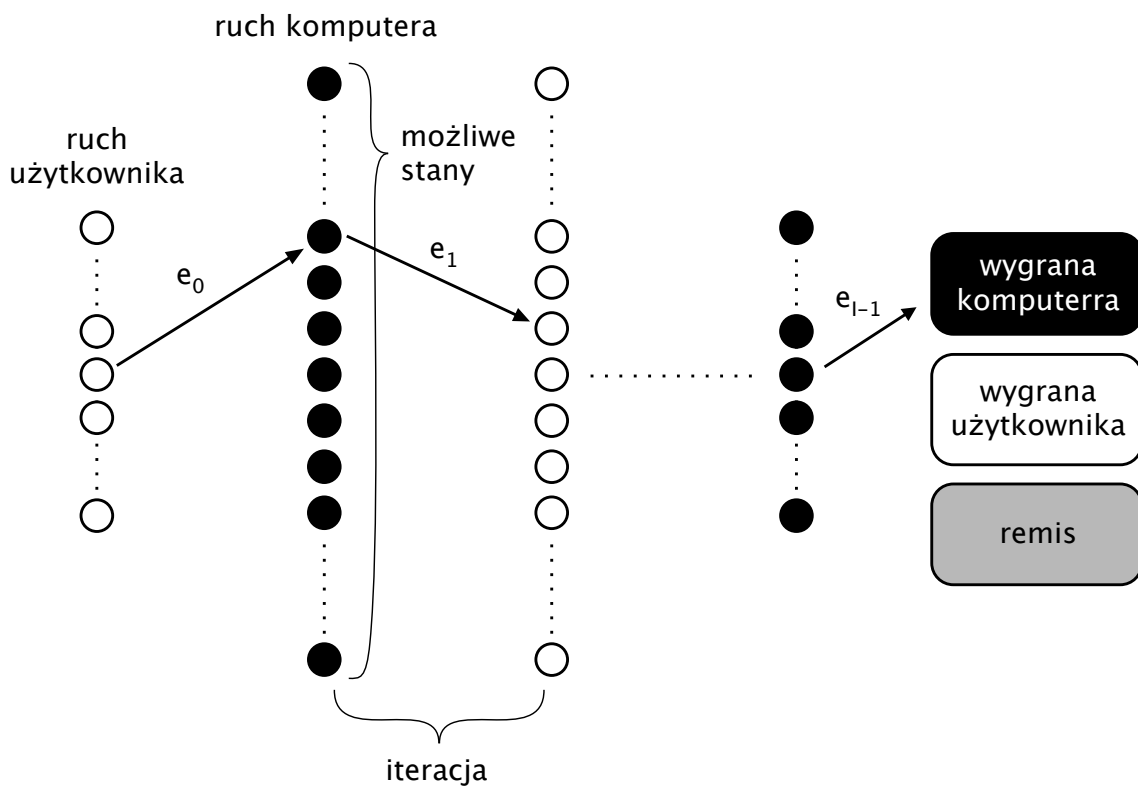 ruch komputera
ruch
użytkownika
możliwe
stany
e₀
e₁
eₗ₋₁
wygrana
komputerra
wygrana
użytkownika
remis
iteracja